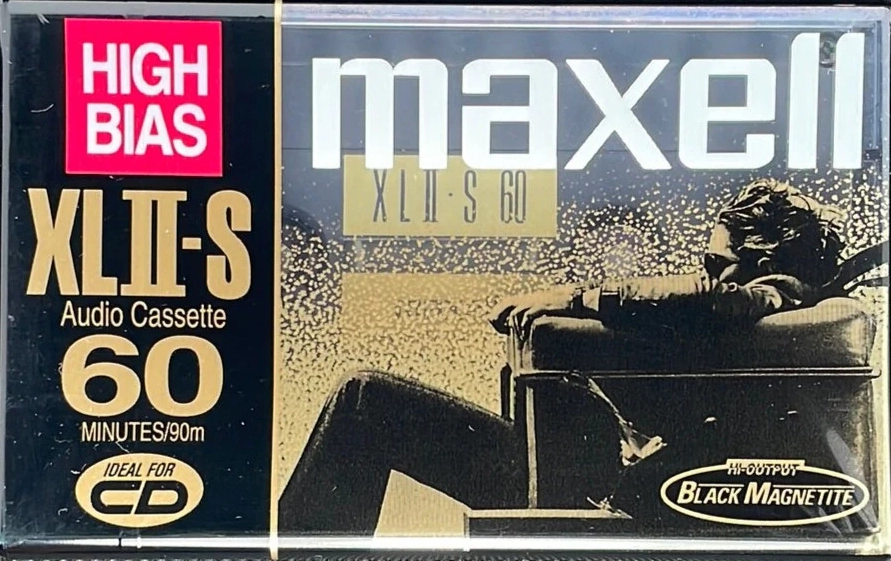 HIGH
BIAS
XLII-S
Audio Cassette
60
MINUTES/90m
IDEAL FOR
CD
maxell
XLII·S 60
HI-OUTPUT
BLACK MAGNETITE